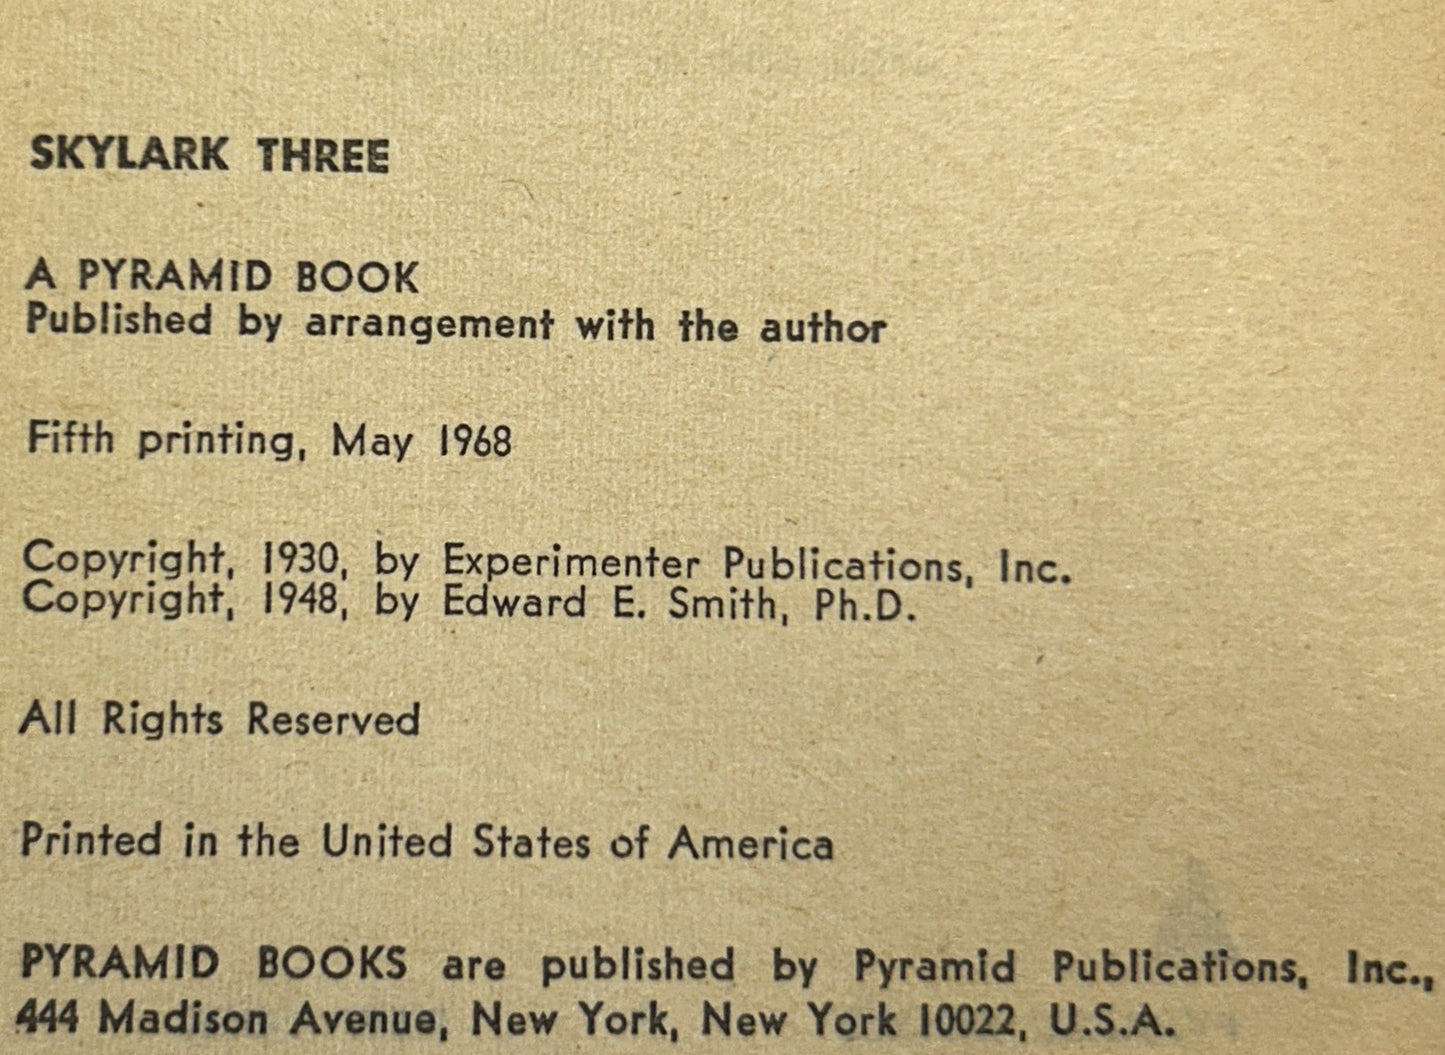 SKYLARK THREE
A PYRAMID BOOK
Published by arrangement with the author
Fifth printing, May 1968
Copyright, 1930, by Experimenter Publications, Inc.
Copyright, 1948, by Edward E. Smith, Ph.D.
All Rights Reserved
Printed in the United States of America
PYRAMID BOOKS are published by Pyramid Publications, Inc.,
444 Madison Avenue, New York, New York 10022, U.S.A.